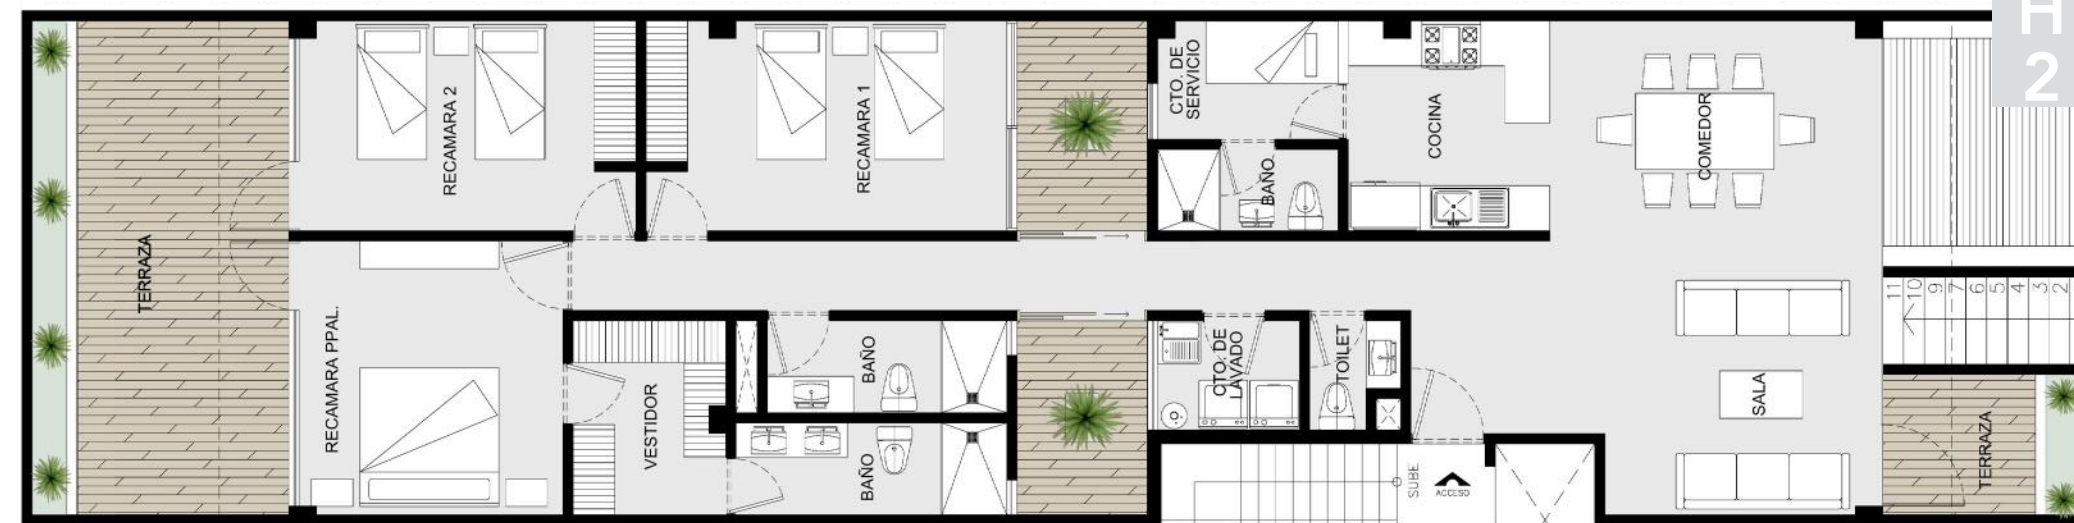 H
2
TERRAZA
RECAMARA 2
RECAMARA 1
CTO. DE
SERVICIO
BAÑO
COCINA
COMEDOR
RECAMARA PPAL.
VESTIDOR
BAÑO
BAÑO
CTO. DE
LAVADO
TOILET
SUBE
ACCESO
SALA
11
10
9
7
6
5
4
3
2
TERRAZA